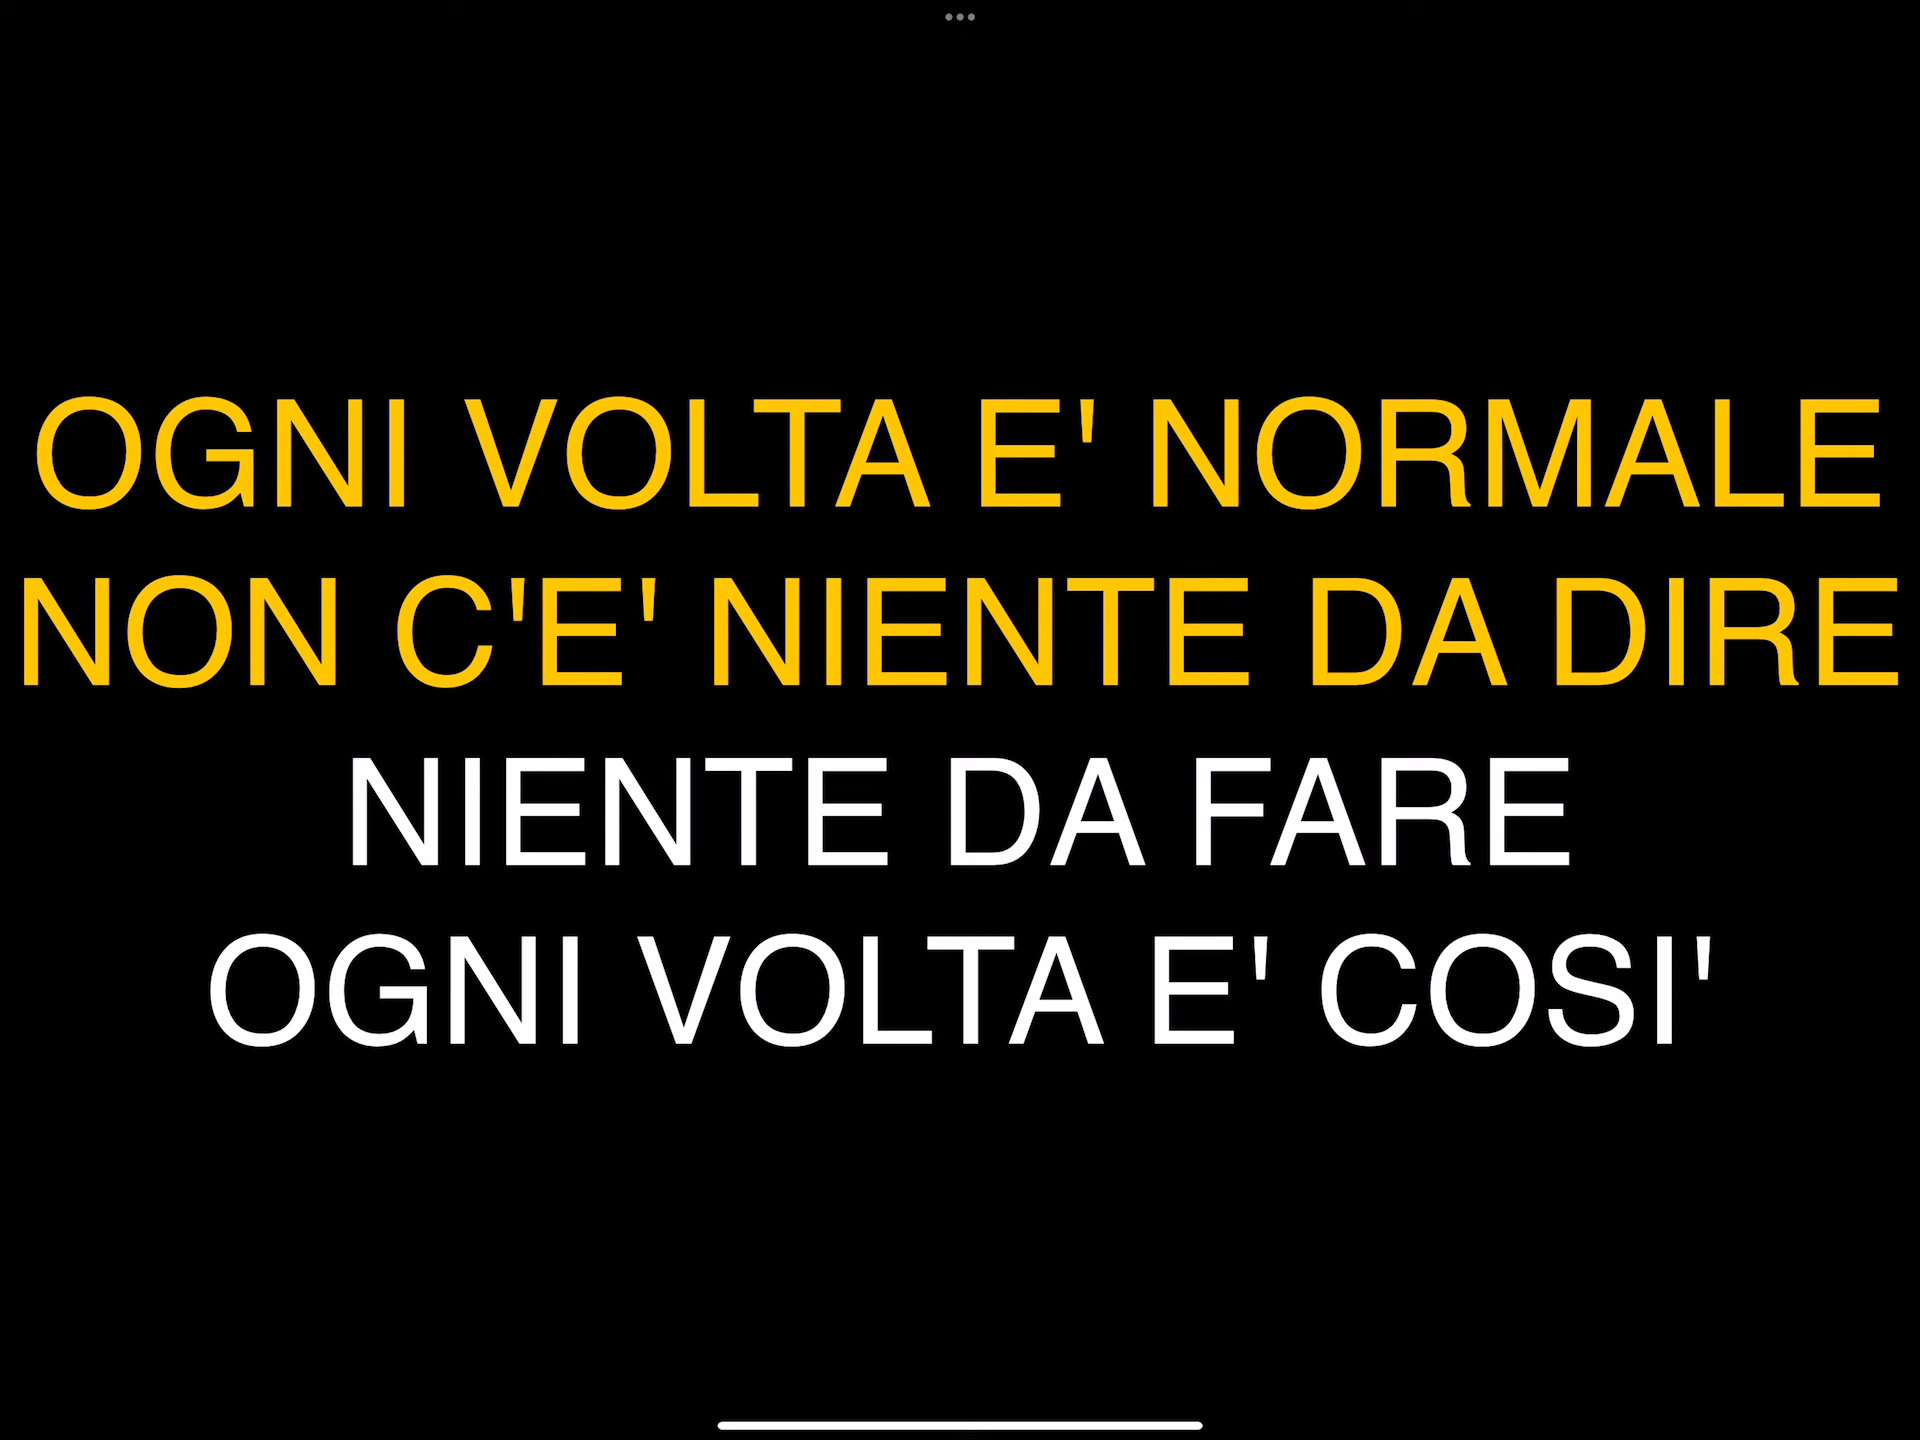 OGNI VOLTA E' NORMALE
NON C'E' NIENTE DA DIRE
NIENTE DA FARE
OGNI VOLTA E' COSI'